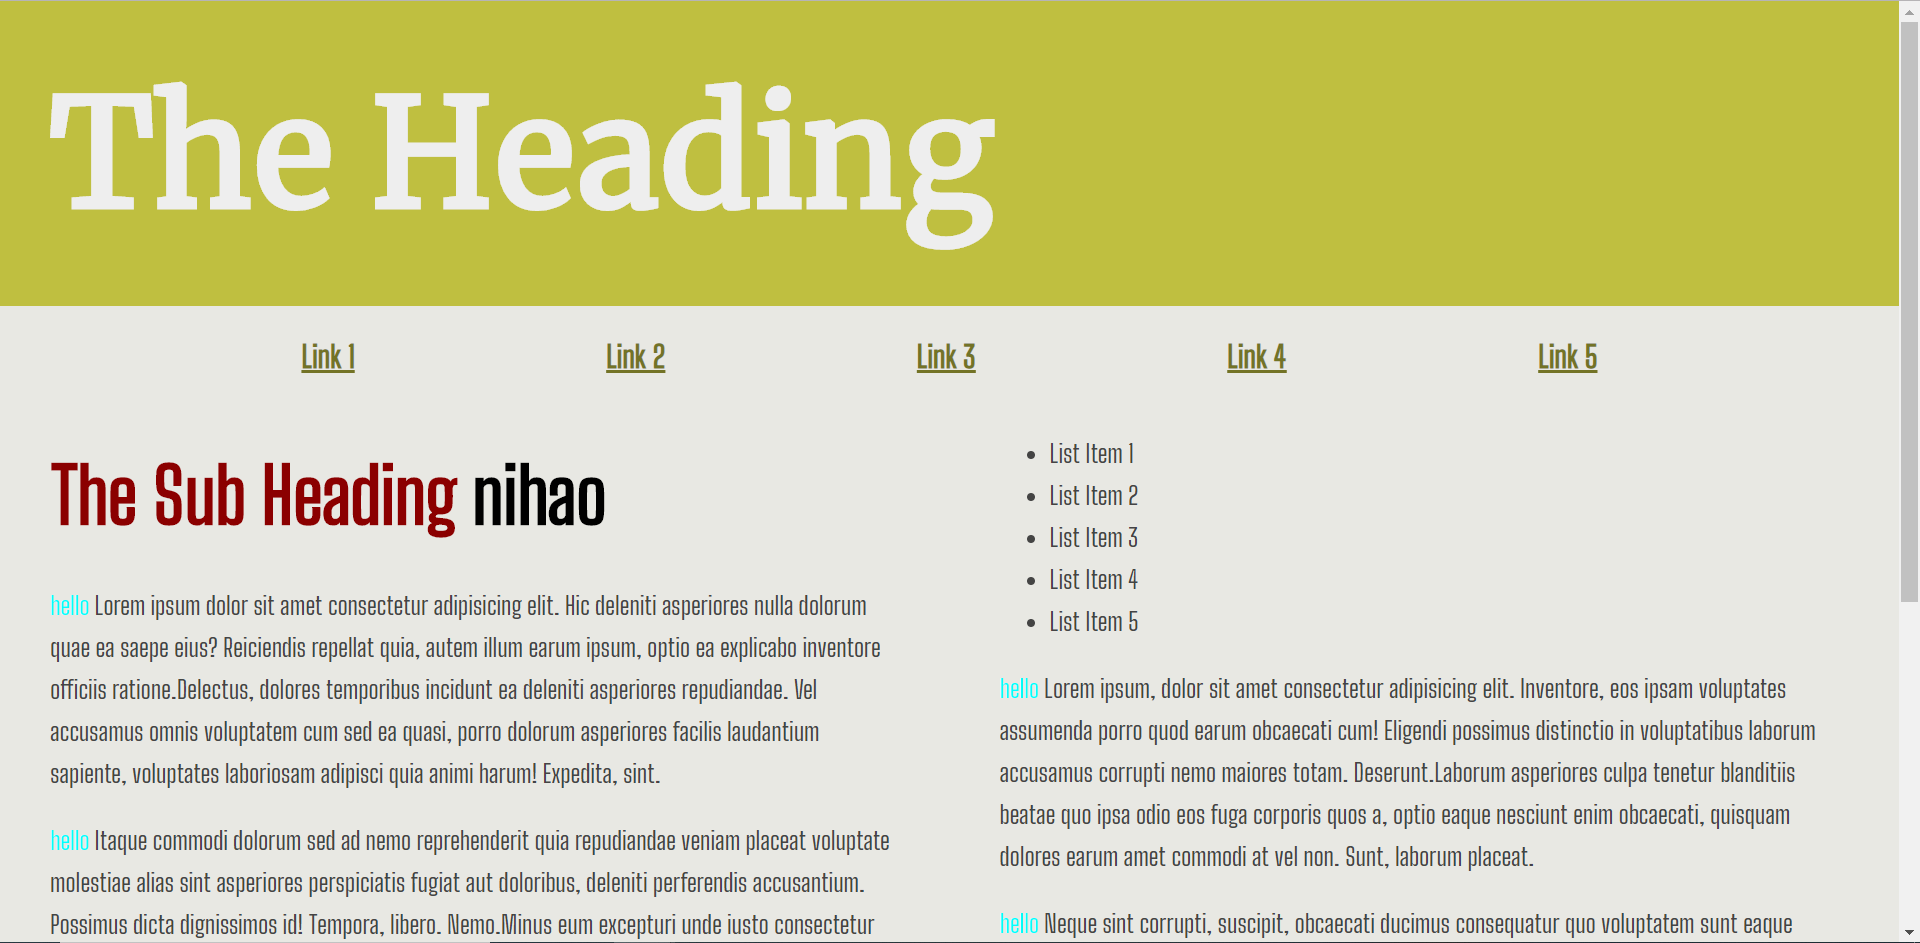 The Heading
Link 1 Link 2 Link 3 Link 4 Link 5
The Sub Heading nihao
hello Lorem ipsum dolor sit amet consectetur adipisicing elit. Hic deleniti asperiores nulla dolorum
quae ea saepe eius? Reiciendis repellat quia, autem illum earum ipsum, optio ea explicabo inventore
officiis ratione.Delectus, dolores temporibus incidunt ea deleniti asperiores repudiandae. Vel
accusamus omnis voluptatem cum sed ea quasi, porro dolorum asperiores facilis laudantium
sapiente, voluptates laboriosam adipisci quia animi harum! Expedita, sint.
hello Itaque commodi dolorum sed ad nemo reprehenderit quia repudiandae veniam placeat voluptate
molestiae alias sint asperiores perspiciatis fugiat aut doloribus, deleniti perferendis accusantium.
Possimus dicta dignissimos id! Tempora, libero. Nemo.Minus eum excepturi unde iusto consectetur
List Item 1
List Item 2
List Item 3
List Item 4
List Item 5
hello Lorem ipsum, dolor sit amet consectetur adipisicing elit. Inventore, eos ipsam voluptates
assumenda porro quod earum obcaecati cum! Eligendi possimus distinctio in voluptatibus laborum
accusamus corrupti nemo maiores totam. Deserunt.Laborum asperiores culpa tenetur blanditiis
beatae quo ipsa odio eos fuga corporis quos a, optio eaque nesciunt enim obcaecati, quisquam
dolores earum amet commodi at vel non. Sunt, laborum placeat.
hello Neque sint corrupti, suscipit, obcaecati ducimus consequatur quo voluptatem sunt eaque